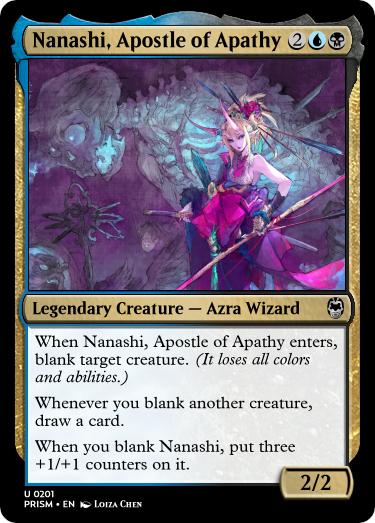 Nanashi, Apostle of Apathy 2
Legendary Creature — Azra Wizard
When Nanashi, Apostle of Apathy enters,
blank target creature. (It loses all colors
and abilities.)
Whenever you blank another creature,
draw a card.
When you blank Nanashi, put three
+1/+1 counters on it.
2/2
U 0201
PRISM • EN Loiza Chen